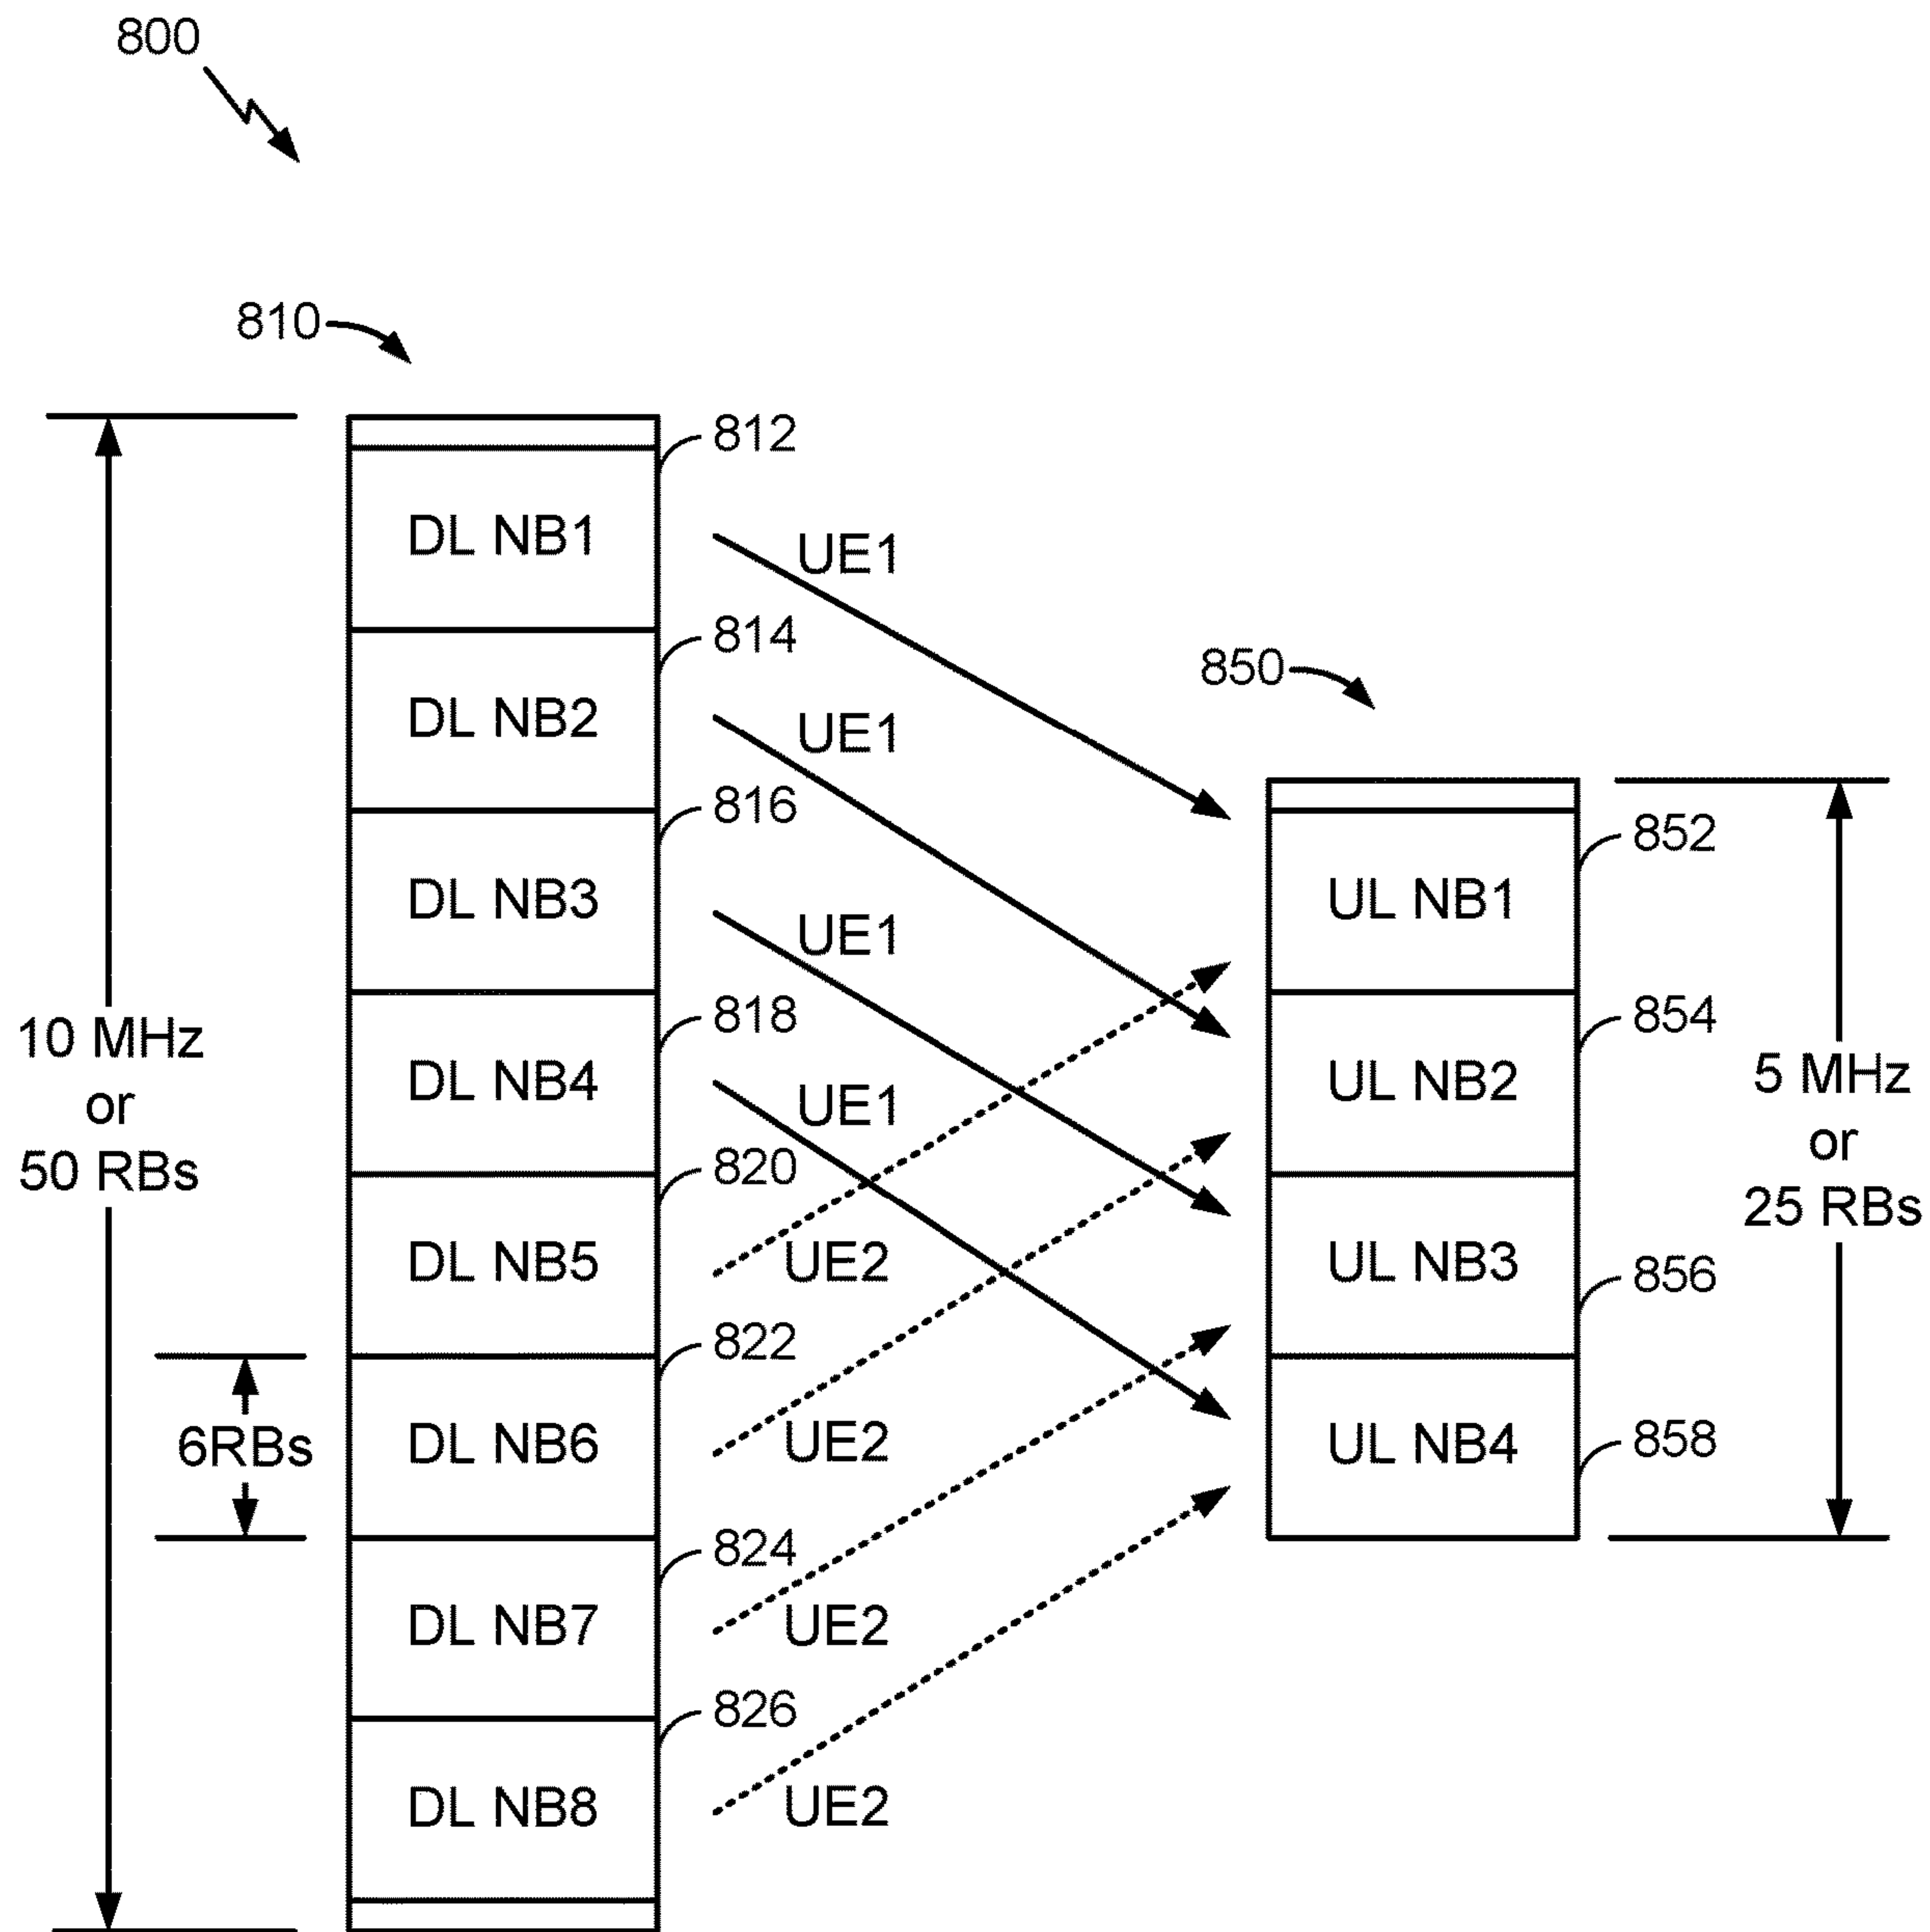 800
810
812
DL NB1
UE1
814
DL NB2
UE1
850
816
DL NB3
UE1
852
UL NB1
10 MHz
or
50 RBs
818
DL NB4
UE1
854
UL NB2
5 MHz
or
25 RBs
820
DL NB5
UE2
856
UL NB3
822
6RBs
DL NB6
UE2
858
UL NB4
824
DL NB7
UE2
826
DL NB8
UE2